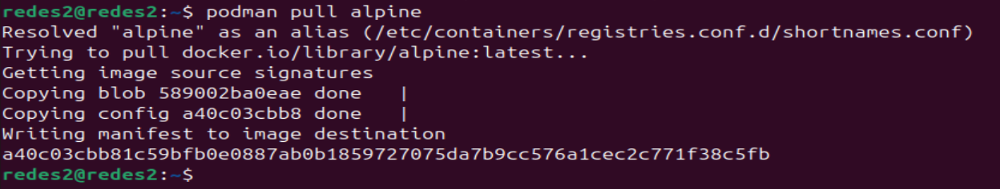 redes2@redes2:~$ podman pull alpine
Resolved "alpine" as an alias (/etc/containers/registries.conf.d/shortnames.conf)
Trying to pull docker.io/library/alpine:latest...
Getting image source signatures
Copying blob 589002ba0eae done   |
Copying config a40c03cbb8 done   |
Writing manifest to image destination
a40c03cbb81c59bfb0e0887ab0b1859727075da7b9cc576a1cec2c771f38c5fb
redes2@redes2:~$